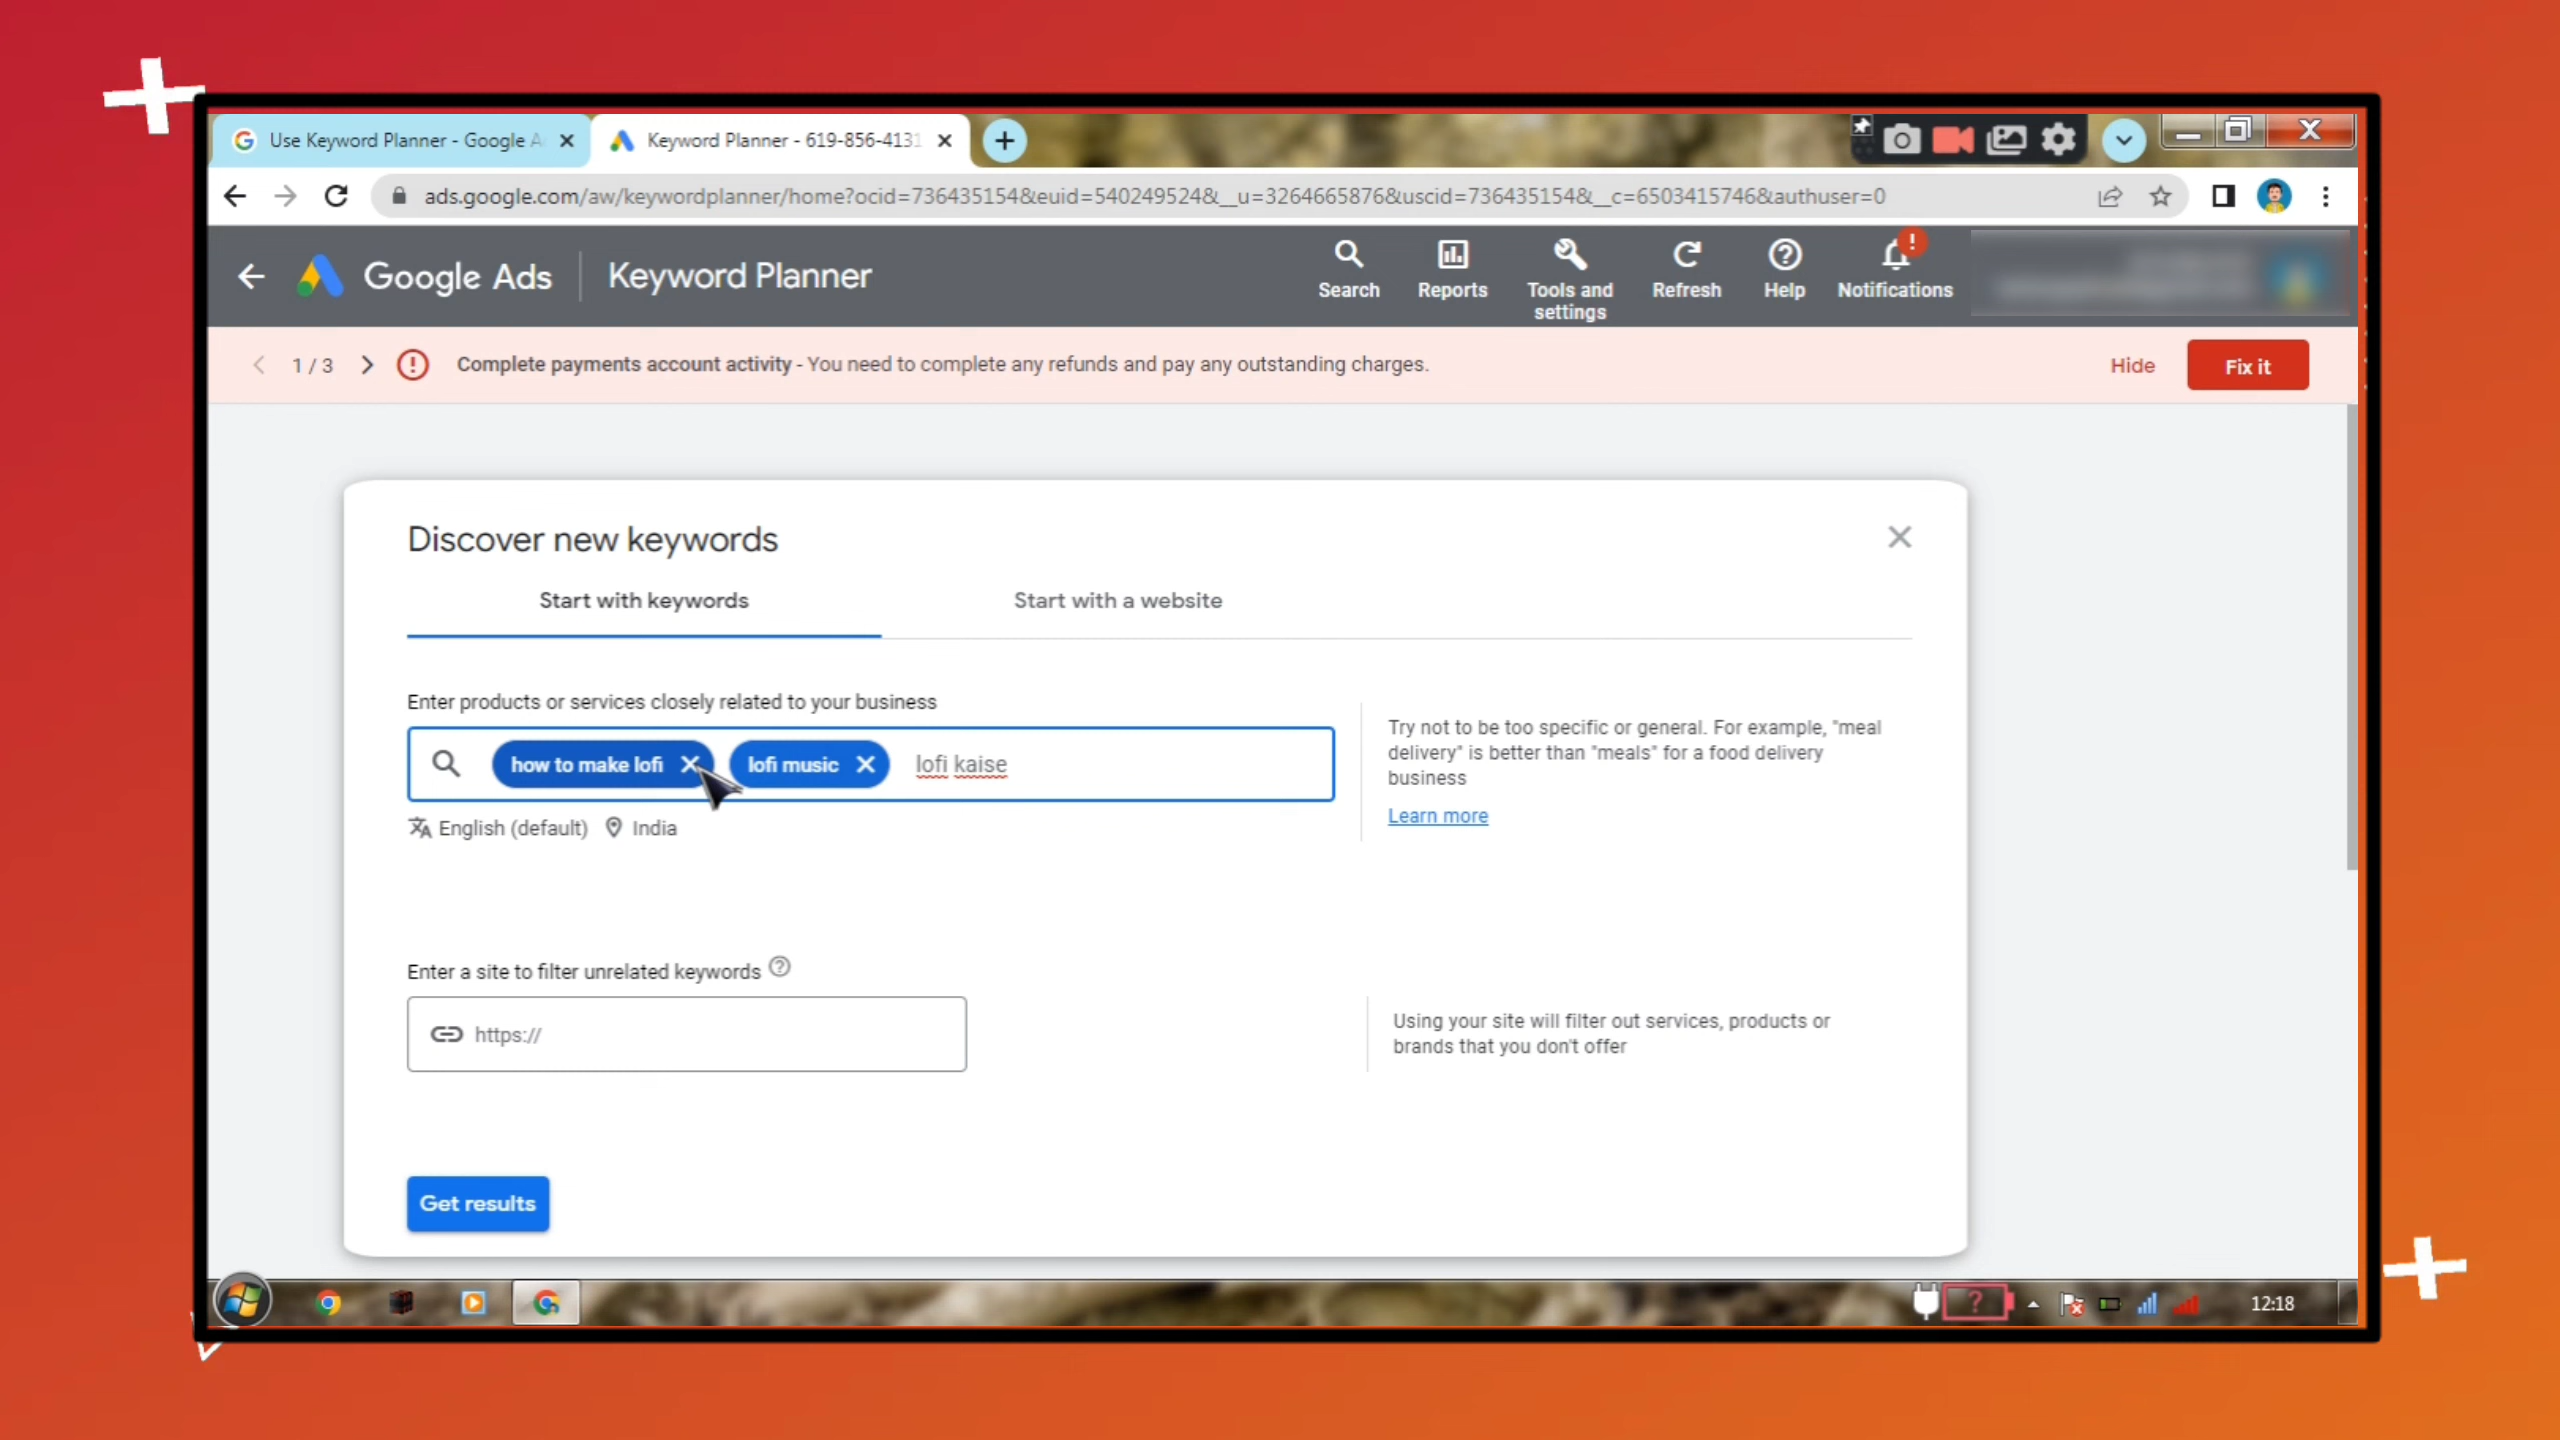 Use Keyword Planner - Google A
Keyword Planner - 619-856-4131
ads.google.com/aw/keywordplanner/home?ocid=736435154&euid=540249524&__u=3264665876&uscid=736435154&__c=6503415746&authuser=0
Google Ads
Keyword Planner
Search
Reports
Tools and
settings
Refresh
Help
!
Notifications
1 / 3
Complete payments account activity - You need to complete any refunds and pay any outstanding charges.
Hide
Fix it
Discover new keywords
Start with keywords
Start with a website
Enter products or services closely related to your business
how to make lofi
lofi music
lofi kaise
English (default)
India
Try not to be too specific or general. For example, "meal
delivery" is better than "meals" for a food delivery
business
Learn more
Enter a site to filter unrelated keywords
https://
Using your site will filter out services, products or
brands that you don't offer
Get results
12:18